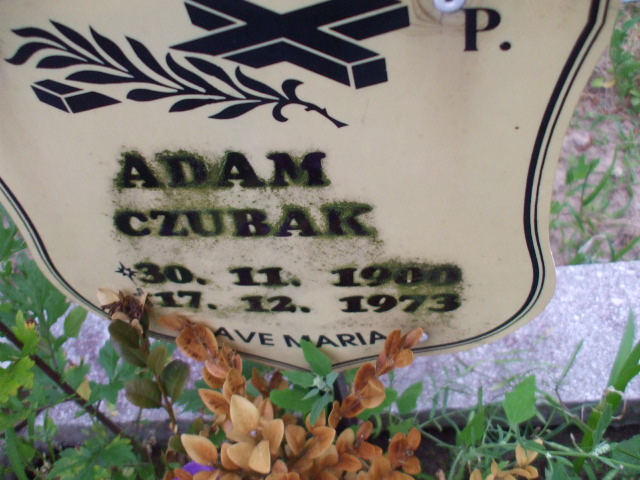 P.
ADAM
CZUBAK
*30. 11. 1900
17. 12. 1973
AVE MARIA